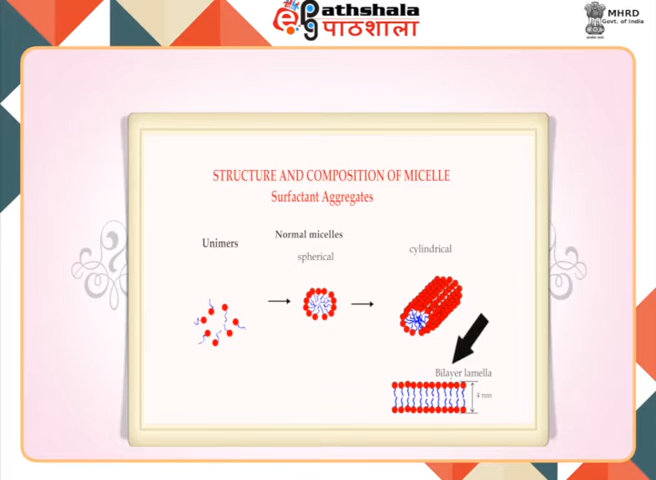 ePathshala
पाठशाला
MHRD
Govt. of India
STRUCTURE AND COMPOSITION OF MICELLE
Surfactant Aggregates
Unimers
Normal micelles
spherical
cylindrical
Bilayer lamella
4 nm